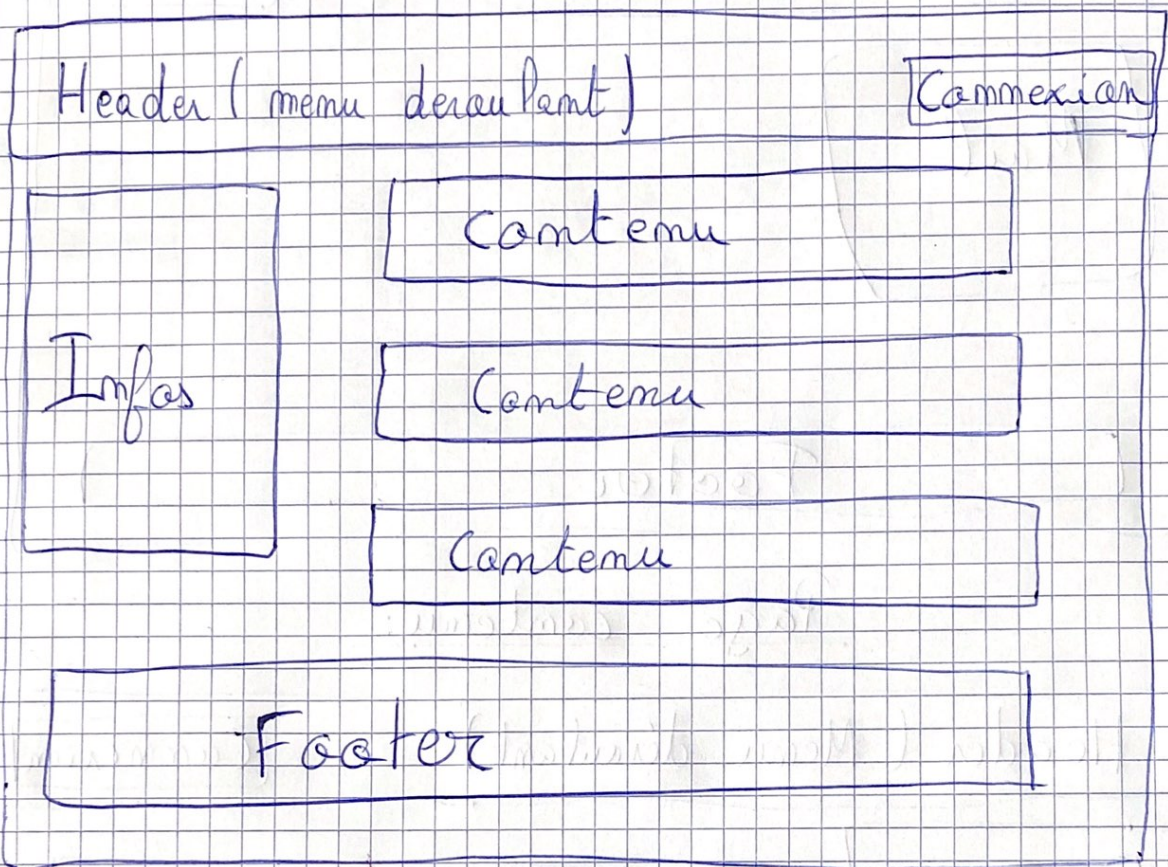 Header (menu deroulant)
Connexion
Contenu
Infos
Contenu
Contenu
Footer